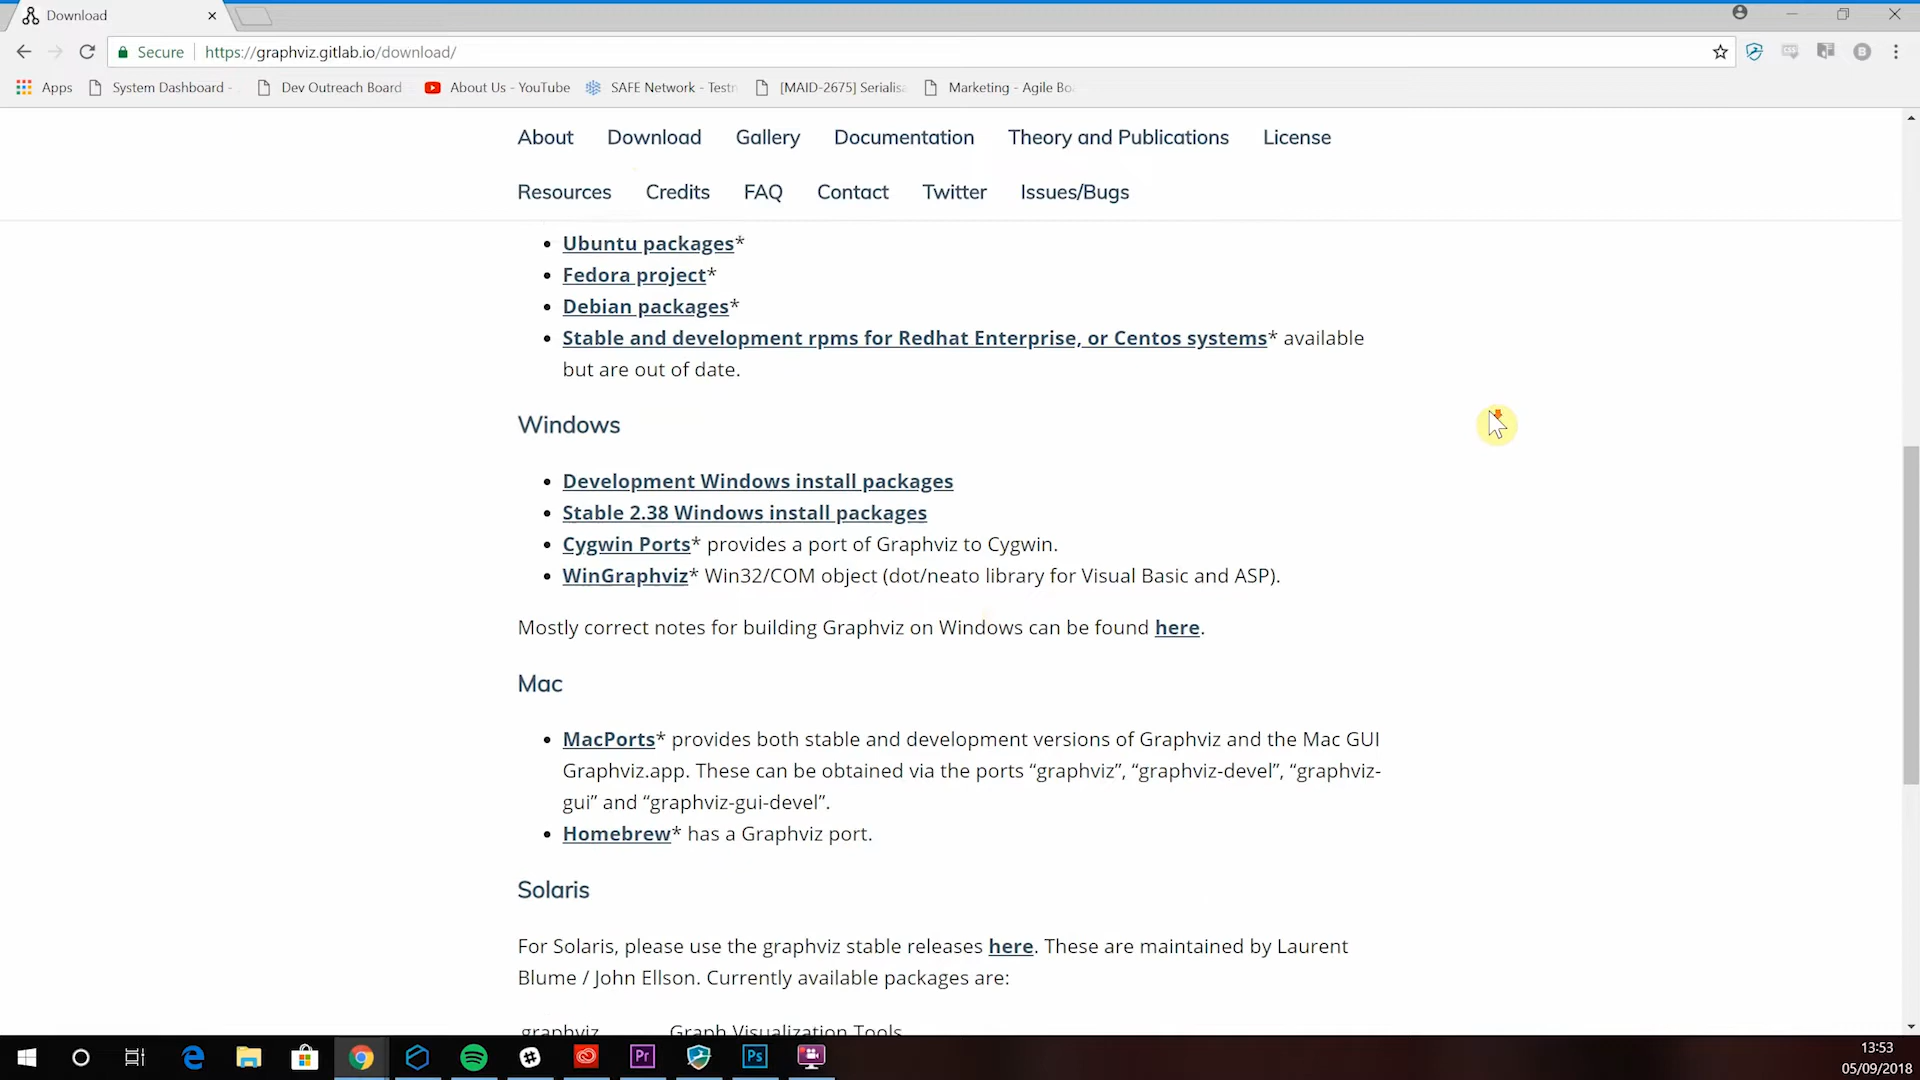 Download
Secure https://graphviz.gitlab.io/download/
Apps System Dashboard - Dev Outreach Board About Us - YouTube SAFE Network - Testn [MAID-2675] Serialisa Marketing - Agile Bo
About Download Gallery Documentation Theory and Publications License
Resources Credits FAQ Contact Twitter Issues/Bugs
• Ubuntu packages*
• Fedora project*
• Debian packages*
• Stable and development rpms for Redhat Enterprise, or Centos systems* available
but are out of date.
Windows
• Development Windows install packages
• Stable 2.38 Windows install packages
• Cygwin Ports* provides a port of Graphviz to Cygwin.
• WinGraphviz* Win32/COM object (dot/neato library for Visual Basic and ASP).
Mostly correct notes for building Graphviz on Windows can be found here.
Mac
• MacPorts* provides both stable and development versions of Graphviz and the Mac GUI
Graphviz.app. These can be obtained via the ports “graphviz”, “graphviz-devel”, “graphviz-
gui” and “graphviz-gui-devel”.
• Homebrew* has a Graphviz port.
Solaris
For Solaris, please use the graphviz stable releases here. These are maintained by Laurent
Blume / John Ellson. Currently available packages are:
graphviz Graph Visualization Tools
Pr Ps
13:53
05/09/2018